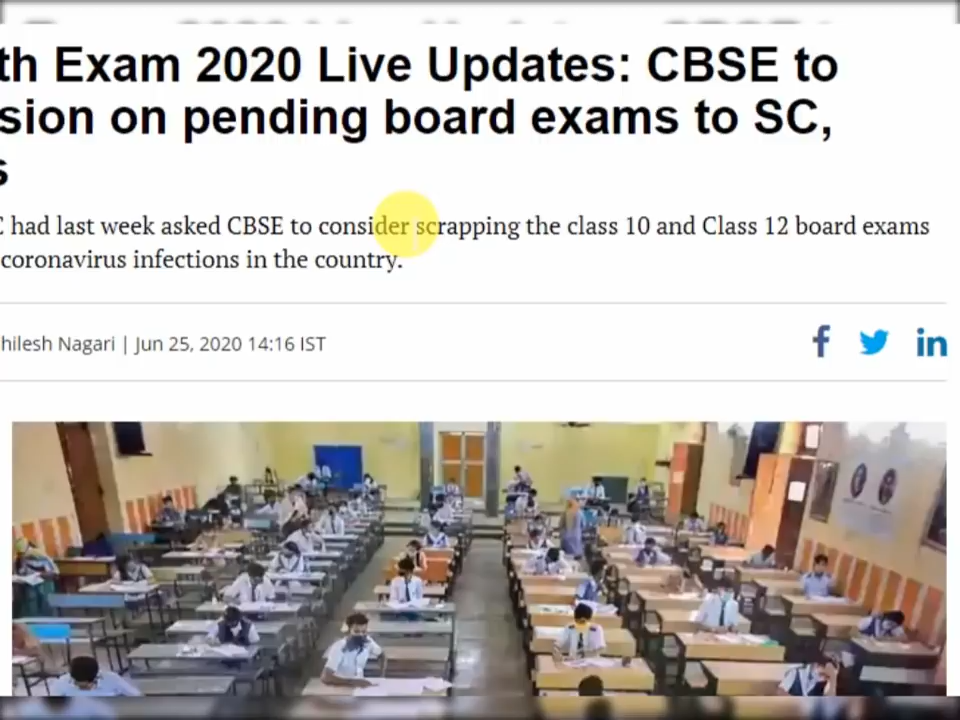 th Exam 2020 Live Updates: CBSE to
sion on pending board exams to SC,
s
C had last week asked CBSE to consider scrapping the class 10 and Class 12 board exams
coronavirus infections in the country.
hilesh Nagari | Jun 25, 2020 14:16 IST